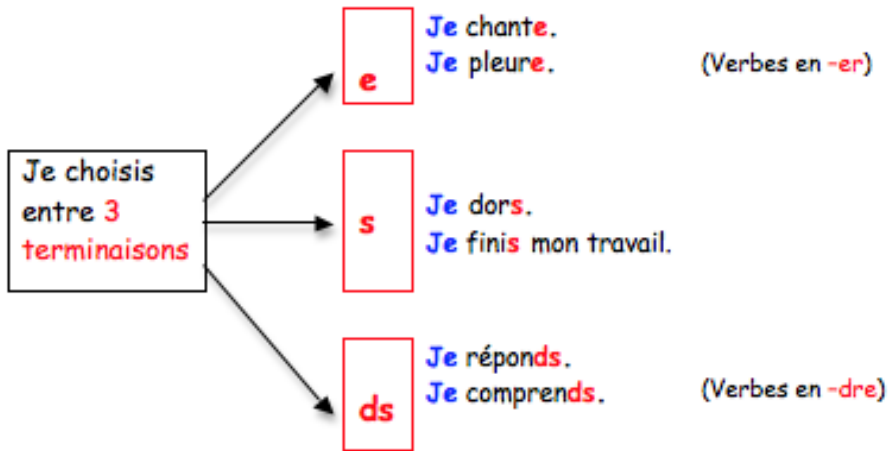 Je choisis
entre 3
terminaisons
e
Je chante.
Je pleure.
(Verbes en -er)
s
Je dors.
Je finis mon travail.
ds
Je réponds.
Je comprends.
(Verbes en -dre)